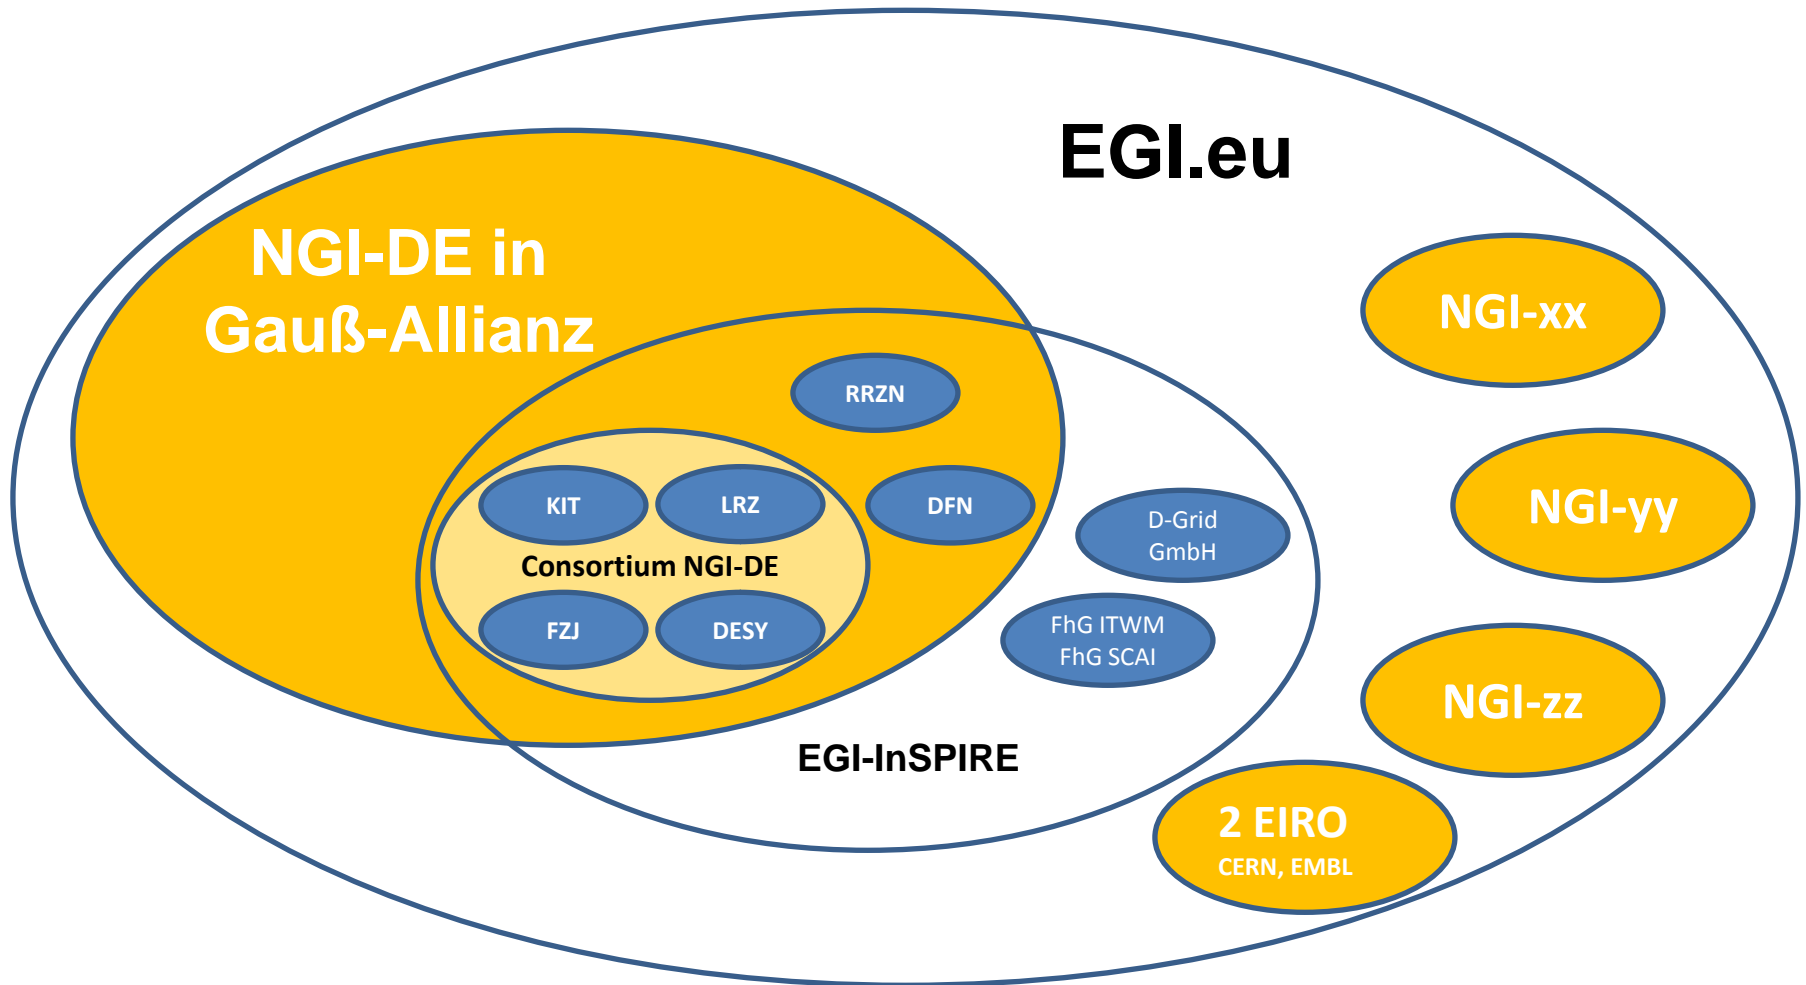 EGI.eu
NGI-DE in
Gauß-Allianz
NGI-xx
RRZN
KIT
LRZ
DFN
NGI-yy
D-Grid
GmbH
Consortium NGI-DE
FZJ
DESY
FhG ITWM
FhG SCAI
NGI-zz
EGI-InSPIRE
2 EIRO
CERN, EMBL